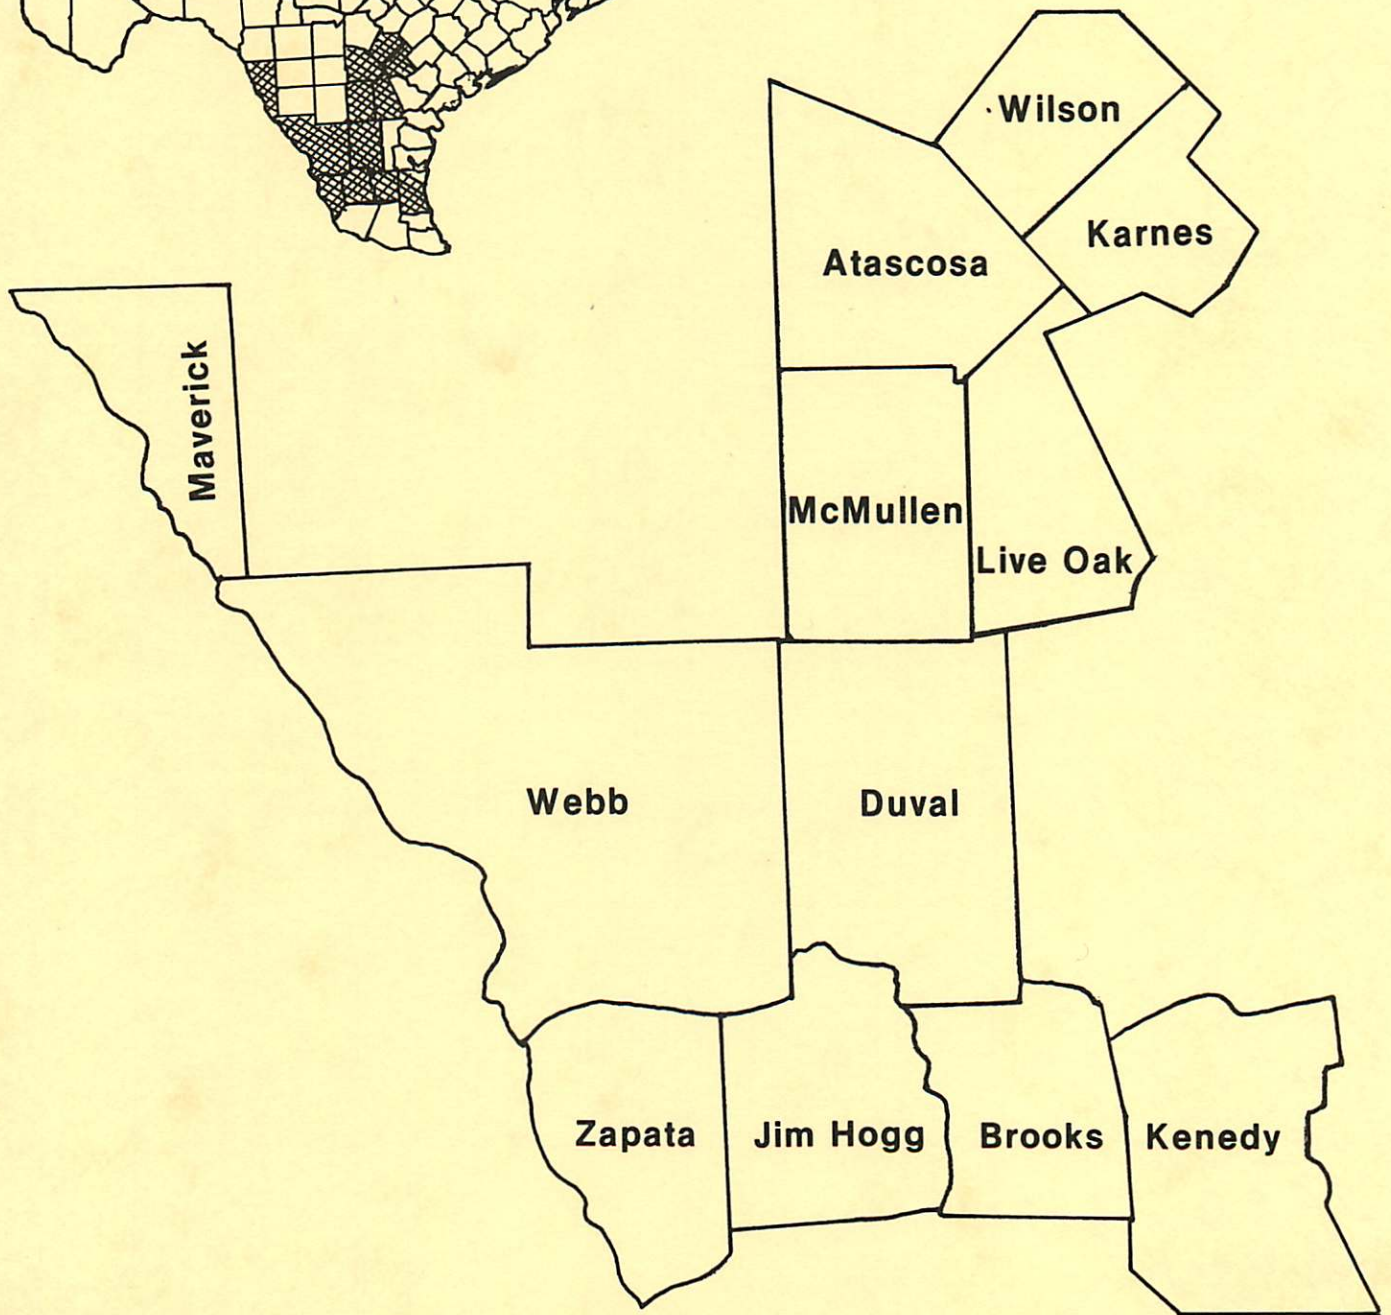 Wilson
Karnes
Atascosa
Maverick
McMullen
Live Oak
Webb
Duval
Zapata
Jim Hogg
Brooks
Kenedy